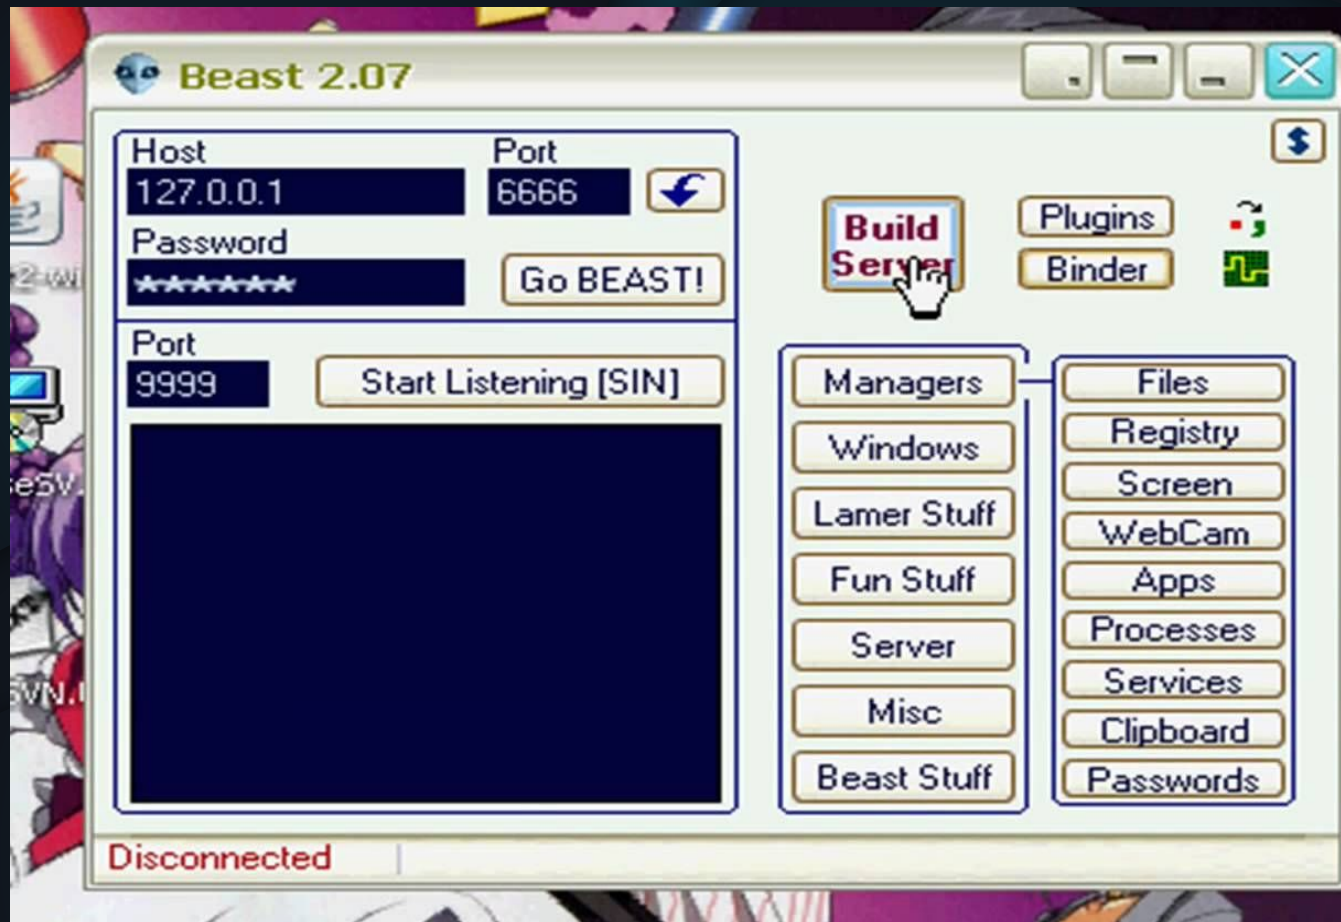 Beast 2.07
Host
Port
127.0.0.1
6666
Password
*******
Go BEAST!
Port
9999
Start Listening [SIN]
Build
Server
Plugins
Binder
Managers
Windows
Lamer Stuff
Fun Stuff
Server
Misc
Beast Stuff
Files
Registry
Screen
WebCam
Apps
Processes
Services
Clipboard
Passwords
Disconnected